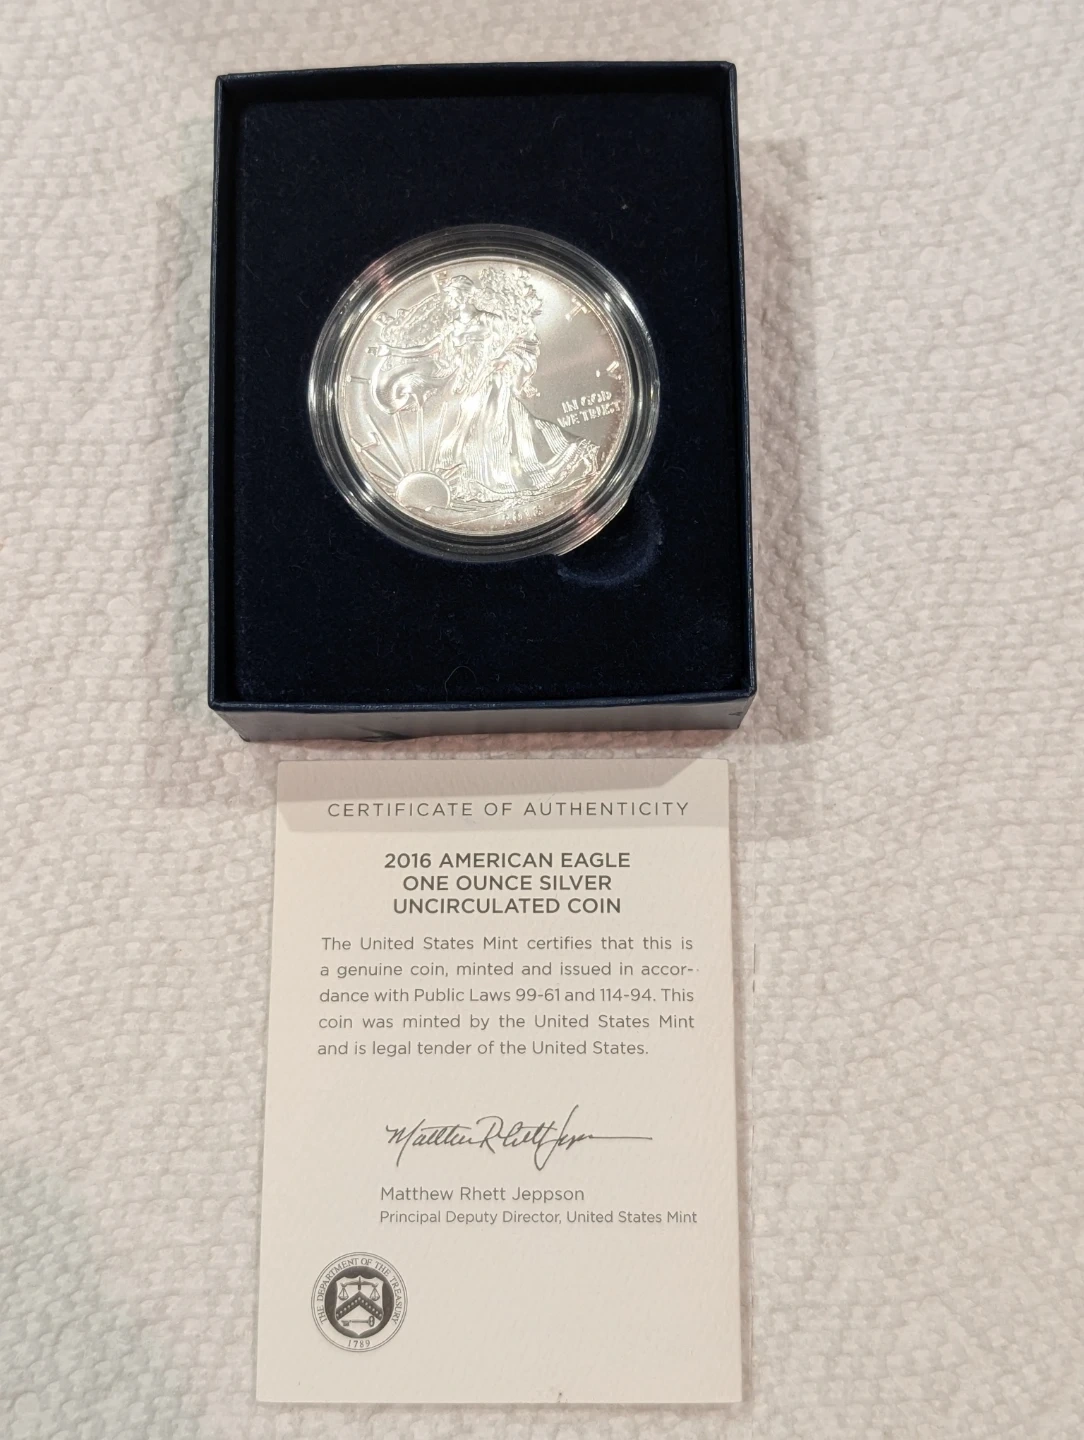 IN GOD
WE TRUST
CERTIFICATE OF AUTHENTICITY
2016 AMERICAN EAGLE
ONE OUNCE SILVER
UNCIRCULATED COIN
The United States Mint certifies that this is
a genuine coin, minted and issued in accor-
dance with Public Laws 99-61 and 114-94. This
coin was minted by the United States Mint
and is legal tender of the United States.
Matthew Rhett Jeppson
Matthew Rhett Jeppson
Principal Deputy Director, United States Mint
THE DEPARTMENT OF THE TREASURY
1789